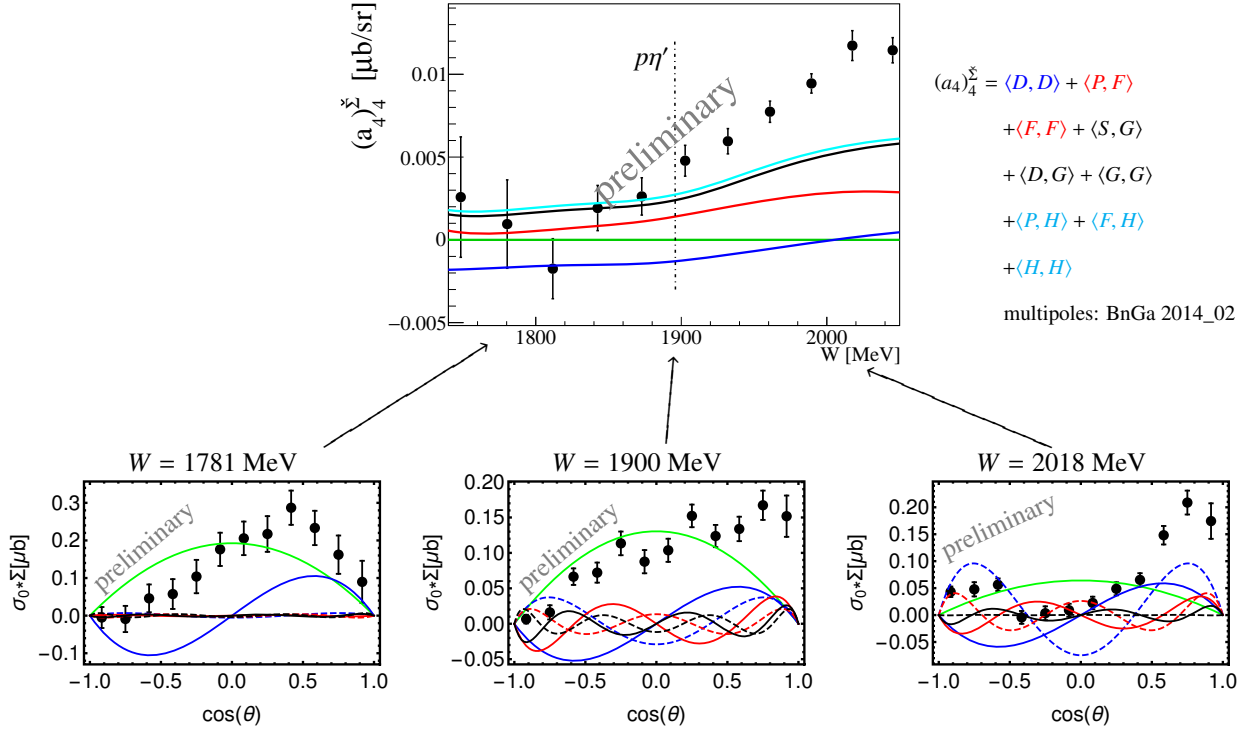 (a₄)₄^Σ̌ [μb/sr]
0.01
0.005
0
−0.005
pη′
preliminary
1800
1900
2000
W [MeV]
(a₄)₄^Σ̌ = ⟨D, D⟩ + ⟨P, F⟩
+⟨F, F⟩ + ⟨S, G⟩
+⟨D, G⟩ + ⟨G, G⟩
+⟨P, H⟩ + ⟨F, H⟩
+⟨H, H⟩
multipoles: BnGa 2014_02
W = 1781 MeV
σ₀*Σ[μb]
0.3
0.2
0.1
0.0
-0.1
preliminary
-1.0 -0.5 0.0 0.5 1.0
cos(θ)
W = 1900 MeV
σ₀*Σ[μb]
0.20
0.15
0.10
0.05
0.00
-0.05
preliminary
-1.0 -0.5 0.0 0.5 1.0
cos(θ)
W = 2018 MeV
σ₀*Σ[μb]
0.20
0.15
0.10
0.05
0.00
-0.05
preliminary
-1.0 -0.5 0.0 0.5 1.0
cos(θ)